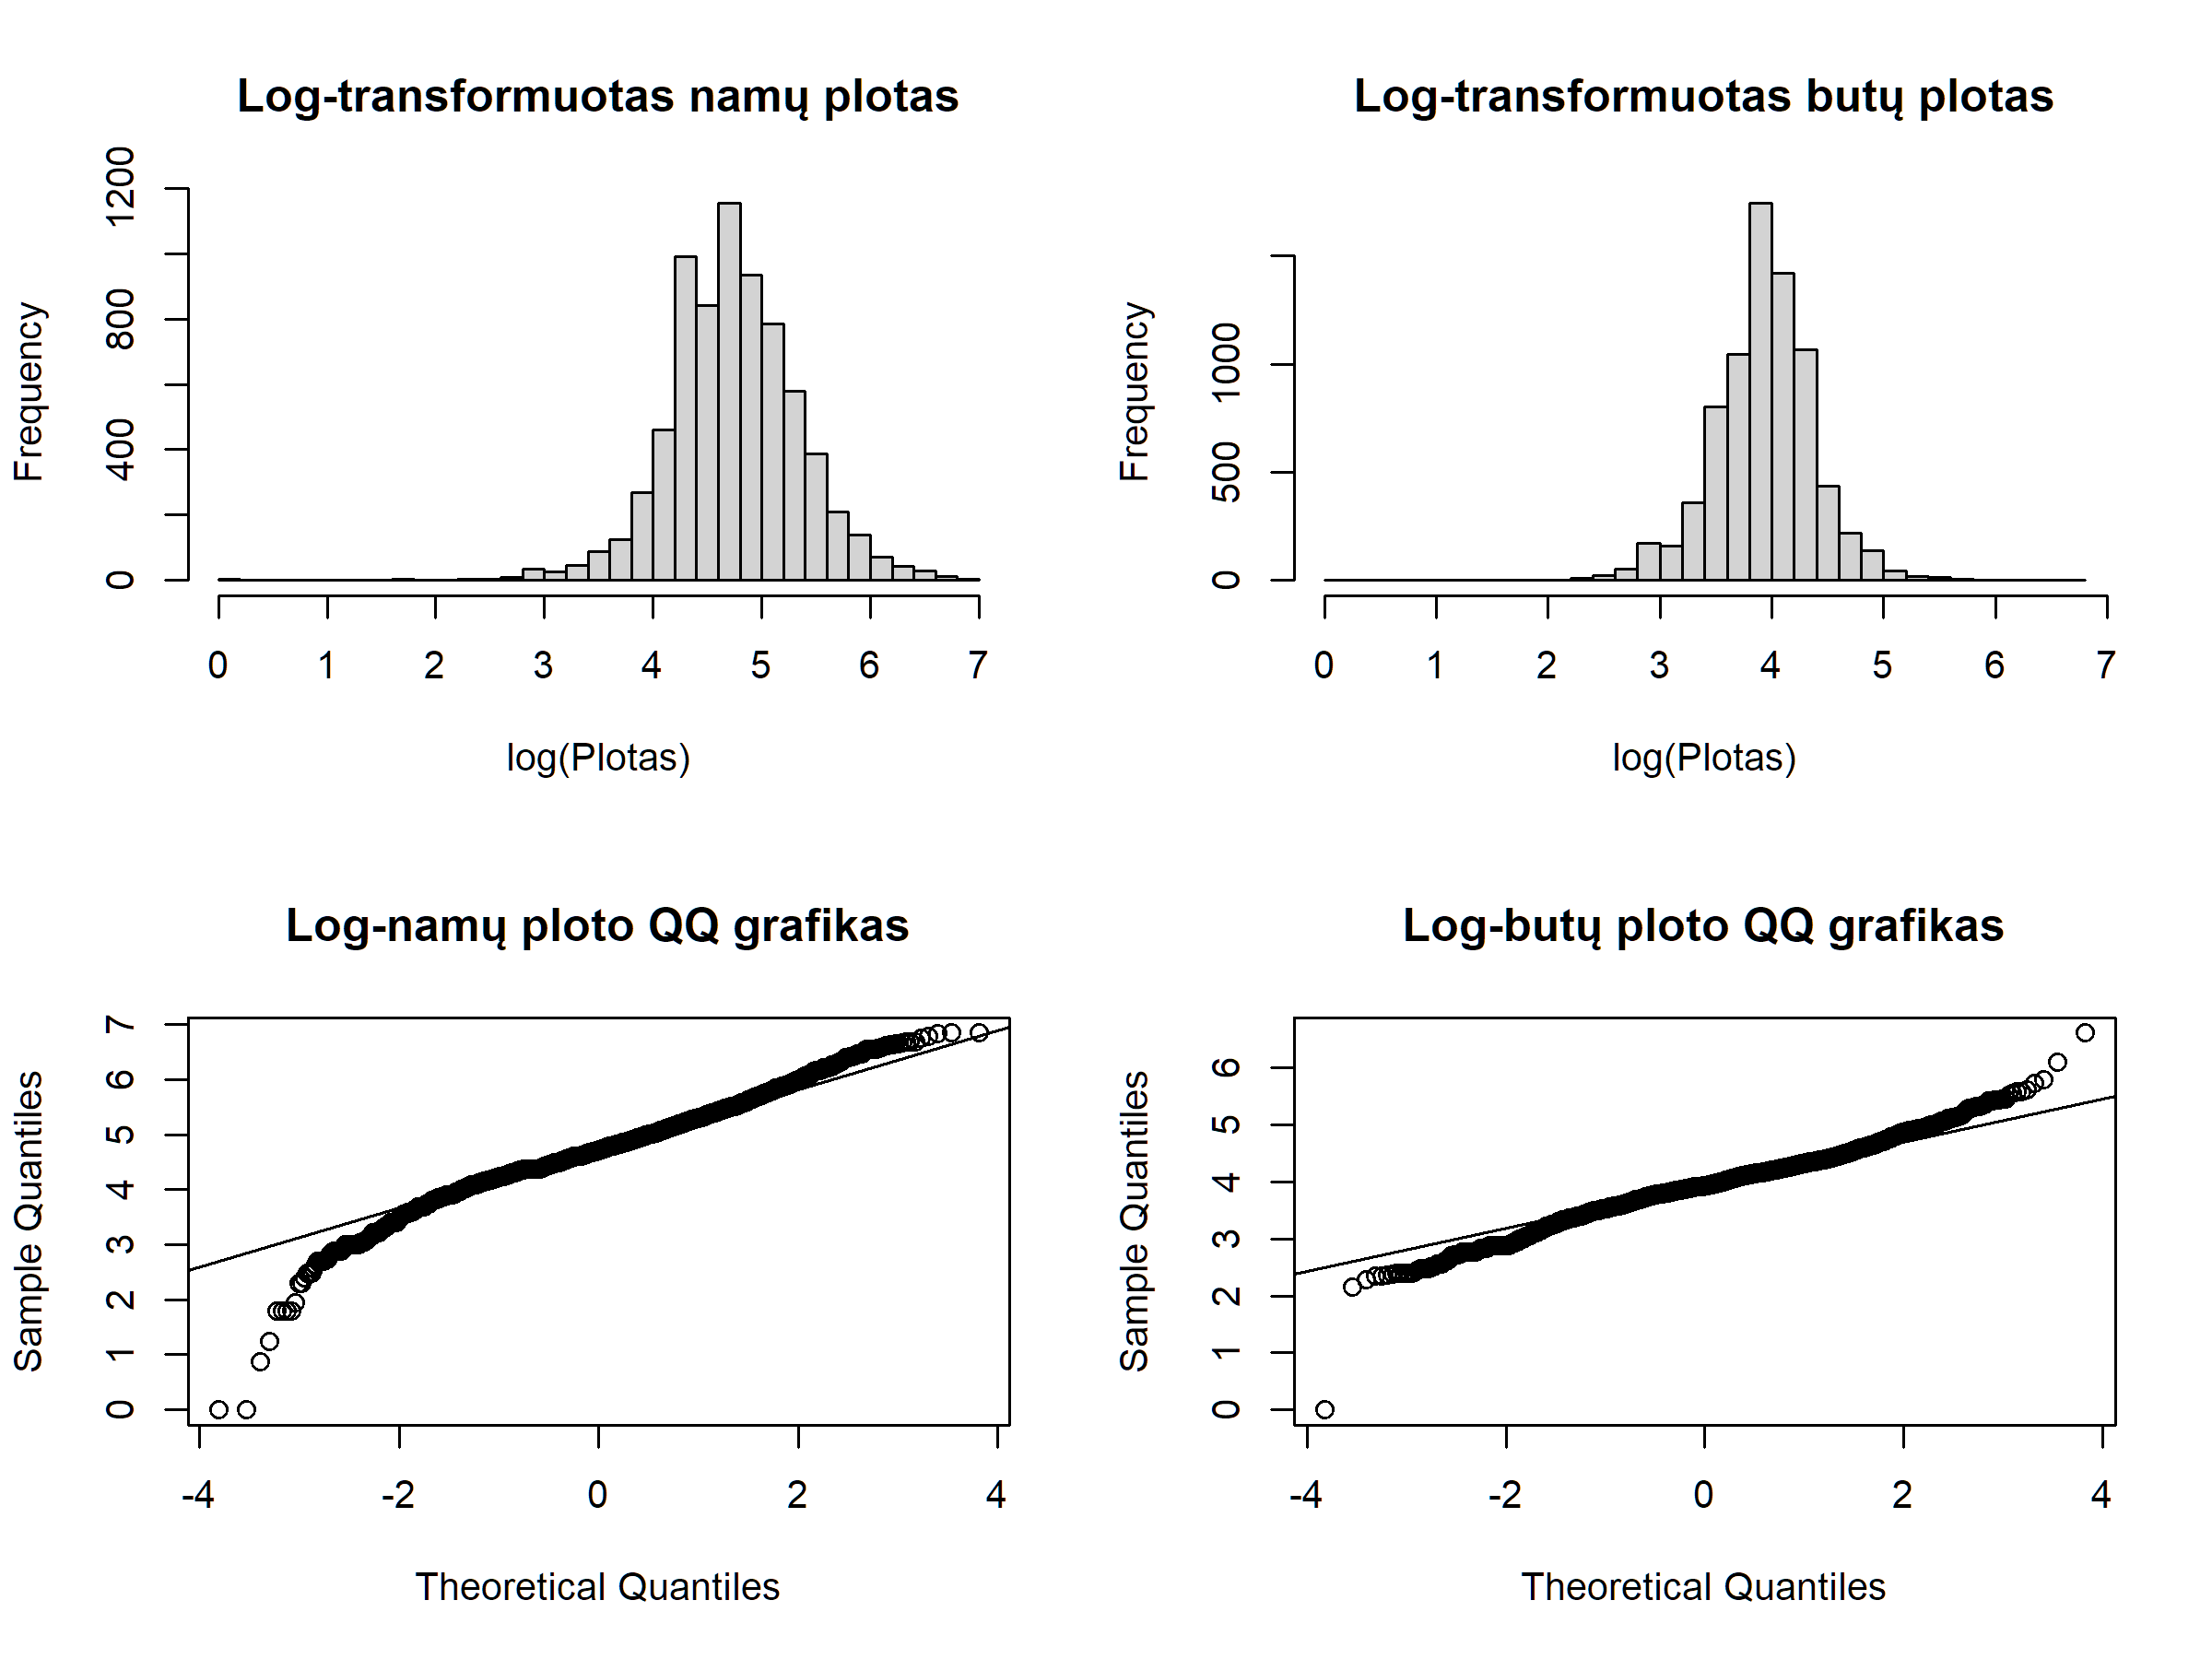 Log-transformuotas namų plotas
Frequency
1200
800
400
0
0 1 2 3 4 5 6 7
log(Plotas)
Log-transformuotas butų plotas
Frequency
1000
500
0
0 1 2 3 4 5 6 7
log(Plotas)
Log-namų ploto QQ grafikas
Sample Quantiles
7
6
5
4
3
2
1
0
-4 -2 0 2 4
Theoretical Quantiles
Log-butų ploto QQ grafikas
Sample Quantiles
6
5
4
3
2
1
0
-4 -2 0 2 4
Theoretical Quantiles